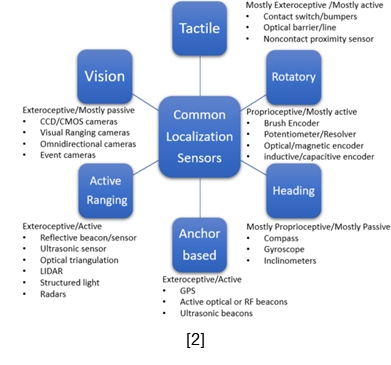 Tactile
Mostly Exteroceptive /Mostly active
• Contact switch/bumpers
• Optical barrier/line
• Noncontact proximity sensor
Vision
Exteroceptive/Mostly passive
• CCD/CMOS cameras
• Visual Ranging cameras
• Omnidirectional cameras
• Event cameras
Common
Localization
Sensors
Rotatory
Proprioceptive/Mostly active
• Brush Encoder
• Potentiometer/Resolver
• Optical/magnetic encoder
• inductive/capacitive encoder
Active
Ranging
Exteroceptive/Active
• Reflective beacon/sensor
• Ultrasonic sensor
• Optical triangulation
• LIDAR
• Structured light
• Radars
Anchor
based
Exteroceptive/Active
• GPS
• Active optical or RF beacons
• Ultrasonic beacons
Heading
Mostly Proprioceptive/Mostly Passive
• Compass
• Gyroscope
• Inclinometers
[2]